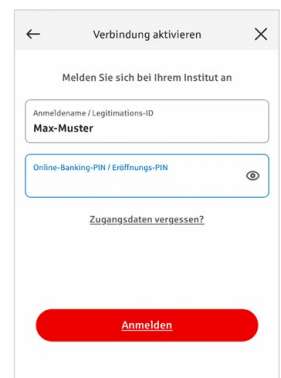 Verbindung aktivieren
Melden Sie sich bei Ihrem Institut an
Anmeldename / Legitimations-ID
Max-Muster
Online-Banking-PIN / Eröffnungs-PIN
Zugangsdaten vergessen?
Anmelden